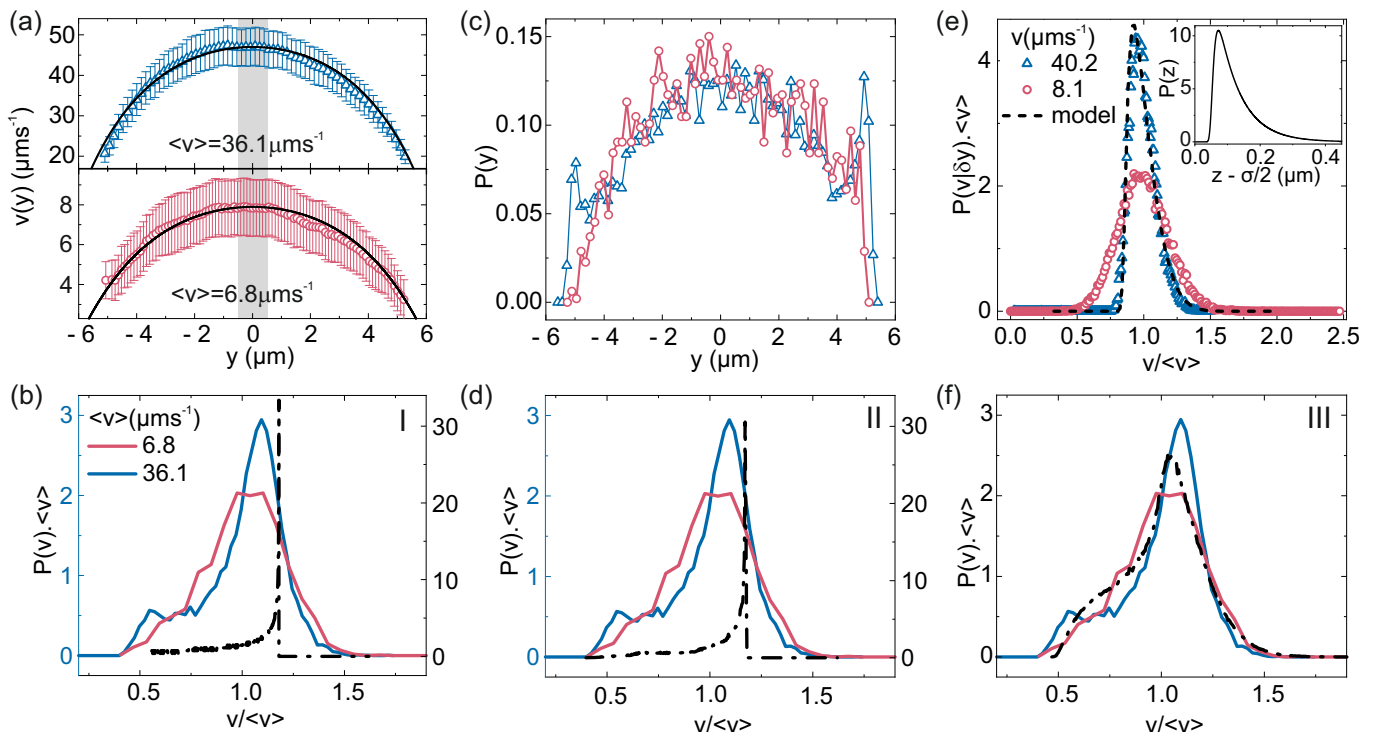 (a)
50
40
30
20
8
6
4
v(y) (μms⁻¹)
<v>=36.1μms⁻¹
<v>=6.8μms⁻¹
- 6 - 4 - 2 0 2 4 6
y (μm)
(c)
0.15
0.10
0.05
0.00
P(y)
- 6 - 4 - 2 0 2 4 6
y (μm)
(e)
4
2
0
P(v|δy).<v>
v(μms⁻¹)
40.2
8.1
model
10
5
0
P(z)
0.0 0.2 0.4
z - σ/2 (μm)
0.0 0.5 1.0 1.5 2.0 2.5
v/<v>
(b)
3
2
1
0
P(v).<v>
<v>(μms⁻¹)
6.8
36.1
I
30
20
10
0
0.5 1.0 1.5
v/<v>
(d)
3
2
1
0
P(v).<v>
II
30
20
10
0
0.5 1.0 1.5
v/<v>
(f)
3
2
1
0
P(v).<v>
III
0.5 1.0 1.5
v/<v>